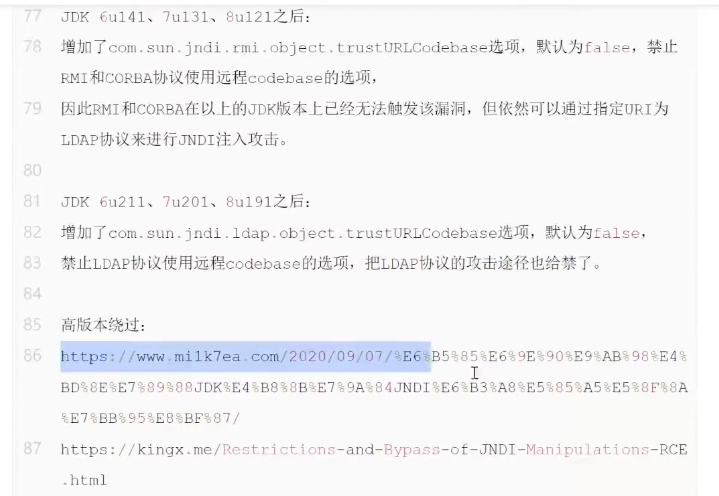 77 JDK 6u141、7u131、8u121之后：
78 增加了com.sun.jndi.rmi.object.trustURLCodebase选项，默认为false，禁止
RMI和CORBA协议使用远程codebase的选项，
79 因此RMI和CORBA在以上的JDK版本上已经无法触发该漏洞，但依然可以通过指定URI为
LDAP协议来进行JNDI注入攻击。
80
81 JDK 6u211、7u201、8u191之后：
82 增加了com.sun.jndi.ldap.object.trustURLCodebase选项，默认为false，
83 禁止LDAP协议使用远程codebase的选项，把LDAP协议的攻击途径也给禁了。
84
85 高版本绕过：
86 https://www.mi1k7ea.com/2020/09/07/%E6%B5%85%E6%9E%90%E9%AB%98%E4%
BD%8E%E7%89%88JDK%E4%B8%8B%E7%9A%84JNDI%E6%B3%A8%E5%85%A5%E5%8F%8A
%E7%BB%95%E8%BF%87/
87 https://kingx.me/Restrictions-and-Bypass-of-JNDI-Manipulations-RCE
.html